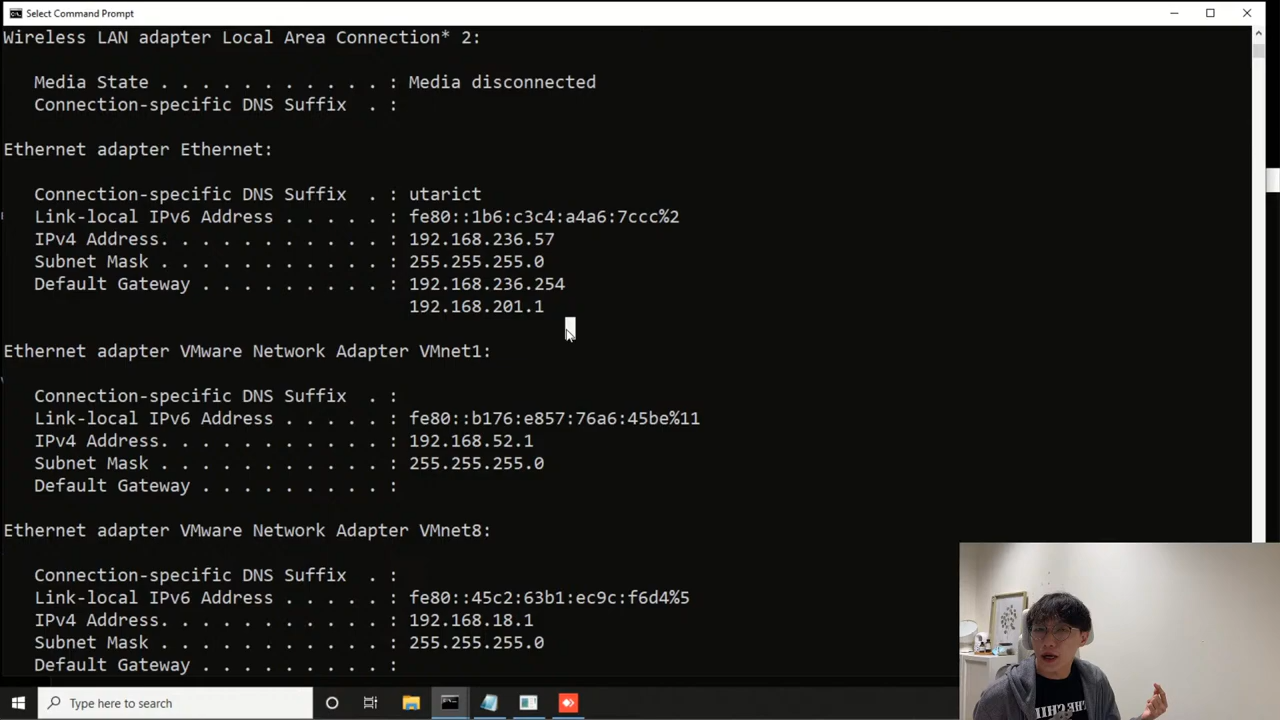 Select Command Prompt
Wireless LAN adapter Local Area Connection* 2:
Media State . . . . . . . . . . . : Media disconnected
Connection-specific DNS Suffix  . :
Ethernet adapter Ethernet:
Connection-specific DNS Suffix  . : utarict
Link-local IPv6 Address . . . . . : fe80::1b6:c3c4:a4a6:7ccc%2
IPv4 Address. . . . . . . . . . . : 192.168.236.57
Subnet Mask . . . . . . . . . . . : 255.255.255.0
Default Gateway . . . . . . . . . : 192.168.236.254
192.168.201.1
Ethernet adapter VMware Network Adapter VMnet1:
Connection-specific DNS Suffix  . :
Link-local IPv6 Address . . . . . : fe80::b176:e857:76a6:45be%11
IPv4 Address. . . . . . . . . . . : 192.168.52.1
Subnet Mask . . . . . . . . . . . : 255.255.255.0
Default Gateway . . . . . . . . . :
Ethernet adapter VMware Network Adapter VMnet8:
Connection-specific DNS Suffix  . :
Link-local IPv6 Address . . . . . : fe80::45c2:63b1:ec9c:f6d4%5
IPv4 Address. . . . . . . . . . . : 192.168.18.1
Subnet Mask . . . . . . . . . . . : 255.255.255.0
Default Gateway . . . . . . . . . :
Type here to search
THE CHI